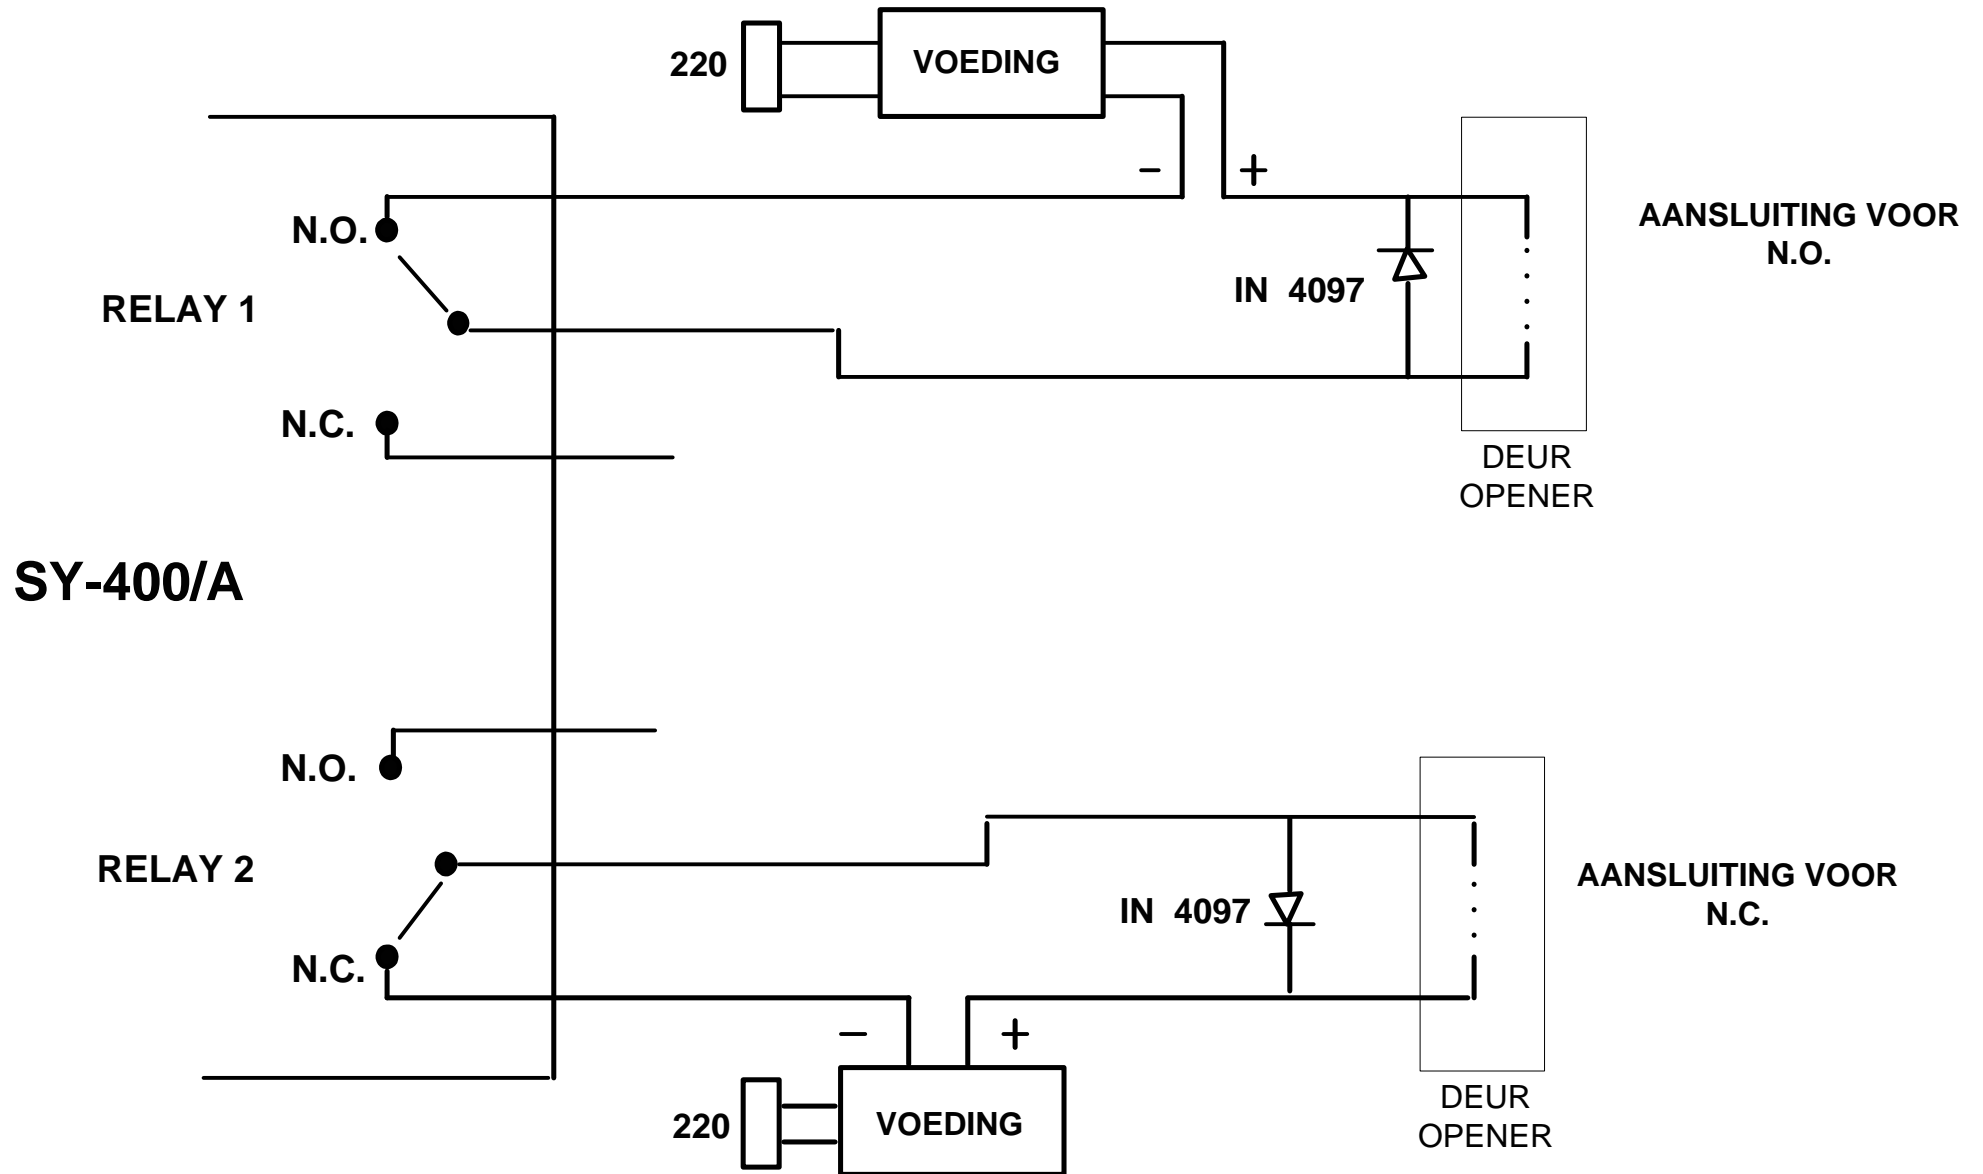 220
VOEDING
– +
N.O.
RELAY 1
N.C.
IN 4097
AANSLUITING VOOR
N.O.
DEUR
OPENER
SY-400/A
N.O.
RELAY 2
N.C.
IN 4097
AANSLUITING VOOR
N.C.
– +
220
VOEDING
DEUR
OPENER